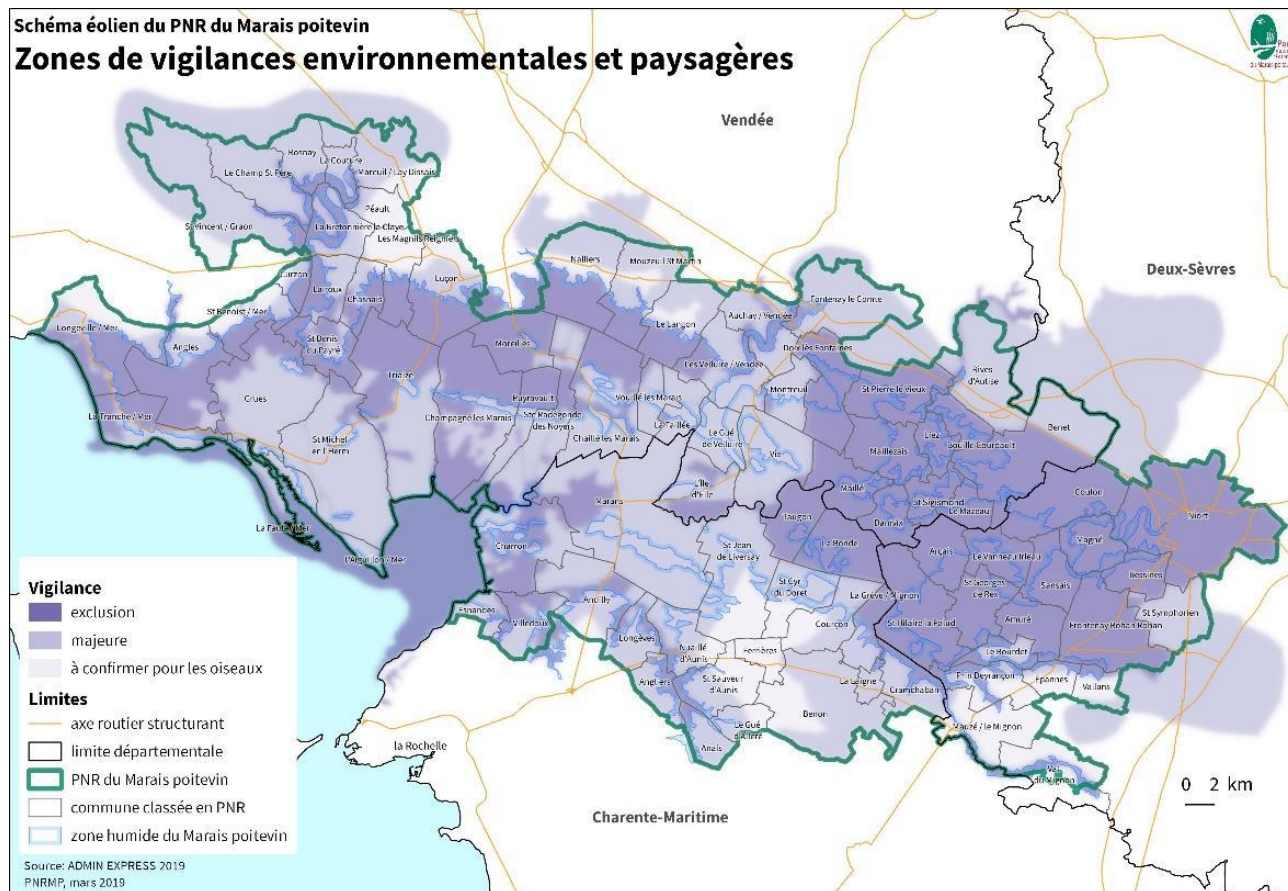 Schéma éolien du PNR du Marais poitevin
Zones de vigilances environnementales et paysagères
Vendée
Deux-Sèvres
Charente-Maritime
la Rochelle
Rosnay
La Couture
Le Champ St Père
Mareuil / Lay Dissais
Péault
St Vincent / Graon
La Bretonnière la Claye
Les Magnils Reigniers
Curzon
Lairoux
Chasnais
Luçon
Nalliers
Mouzeuil St Martin
Fontenay le Comte
St Benoist / Mer
Longeville / Mer
Angles
St Denis
du Payré
Le Langon
Auchay / Vendée
Moreilles
Les Velluire / Vendée
Doix lès Fontaines
Rives
d'Autise
Triaize
Grues
Puyravault
Vouillé les Marais
Montreuil
St Pierre le Vieux
La Tranche / Mer
Champagné les Marais
Ste Radégonde
des Noyers
La Taillée
Le Gué
de Velluire
Liez
Bouillé Courdault
Benet
St Michel
en l'Herm
Chaillé les Marais
Vix
Maillezais
L'Île
d'Elle
Maillé
St Sigismond
Le Mazeau
Coulon
Niort
Marans
Damvix
Taugon
Magné
La Faute / Mer
Charron
St Jean
de Liversay
La Ronde
Arçais
Le Vanneau Irleau
L'Aiguillon / Mer
Bessines
St Cyr
du Doret
St Georges
de Rex
Sansais
Andilly
La Grève / Mignon
Esnandes
Villedoux
St Hilaire la Palud
Amuré
St Symphorien
Frontenay Rohan Rohan
Longèves
Courçon
Nuaillé
d'Aunis
Ferrières
Le Bourdet
Prin Deyrançon
Epannes
Vallans
Angliers
St Sauveur
d'Aunis
La Laigne
Cramchaban
Benon
Le Gué
d'Alleré
Anais
Mauzé / le Mignon
Val
du Mignon
Vigilance
exclusion
majeure
à confirmer pour les oiseaux
Limites
axe routier structurant
limite départementale
PNR du Marais poitevin
commune classée en PNR
zone humide du Marais poitevin
Source: ADMIN EXPRESS 2019
PNRMP, mars 2019
0 2 km